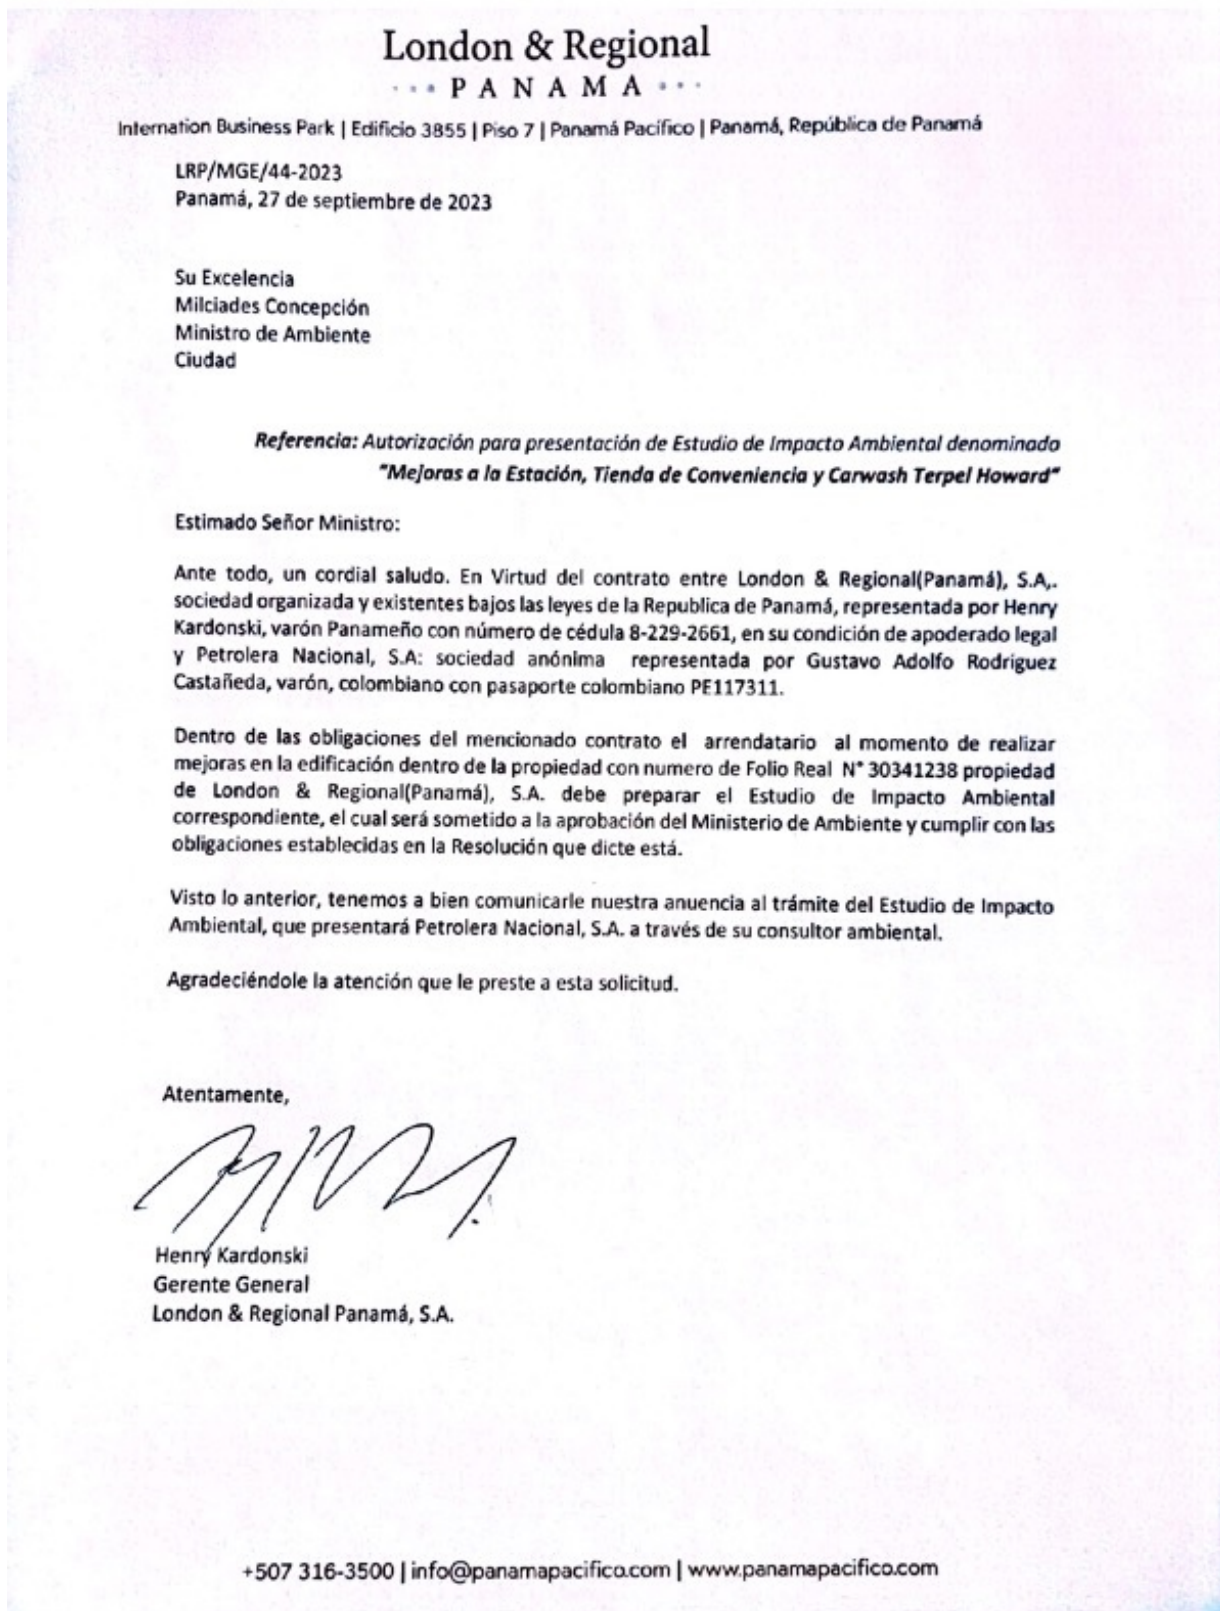 London & Regional
PANAMA
Internation Business Park | Edificio 3855 | Piso 7 | Panamá Pacífico | Panamá, República de Panamá
LRP/MGE/44-2023
Panamá, 27 de septiembre de 2023
Su Excelencia
Milciades Concepción
Ministro de Ambiente
Ciudad
Referencia: Autorización para presentación de Estudio de Impacto Ambiental denominado
"Mejoras a la Estación, Tienda de Conveniencia y Carwash Terpel Howard"
Estimado Señor Ministro:
Ante todo, un cordial saludo. En Virtud del contrato entre London & Regional(Panamá), S.A,.
sociedad organizada y existentes bajos las leyes de la Republica de Panamá, representada por Henry
Kardonski, varón Panameño con número de cédula 8-229-2661, en su condición de apoderado legal
y Petrolera Nacional, S.A: sociedad anónima representada por Gustavo Adolfo Rodriguez
Castañeda, varón, colombiano con pasaporte colombiano PE117311.
Dentro de las obligaciones del mencionado contrato el arrendatario al momento de realizar
mejoras en la edificación dentro de la propiedad con numero de Folio Real N° 30341238 propiedad
de London & Regional(Panamá), S.A. debe preparar el Estudio de Impacto Ambiental
correspondiente, el cual será sometido a la aprobación del Ministerio de Ambiente y cumplir con las
obligaciones establecidas en la Resolución que dicte está.
Visto lo anterior, tenemos a bien comunicarle nuestra anuencia al trámite del Estudio de Impacto
Ambiental, que presentará Petrolera Nacional, S.A. a través de su consultor ambiental.
Agradeciéndole la atención que le preste a esta solicitud.
Atentamente,
Henry Kardonski
Gerente General
London & Regional Panamá, S.A.
+507 316-3500 | info@panamapacifico.com | www.panamapacifico.com